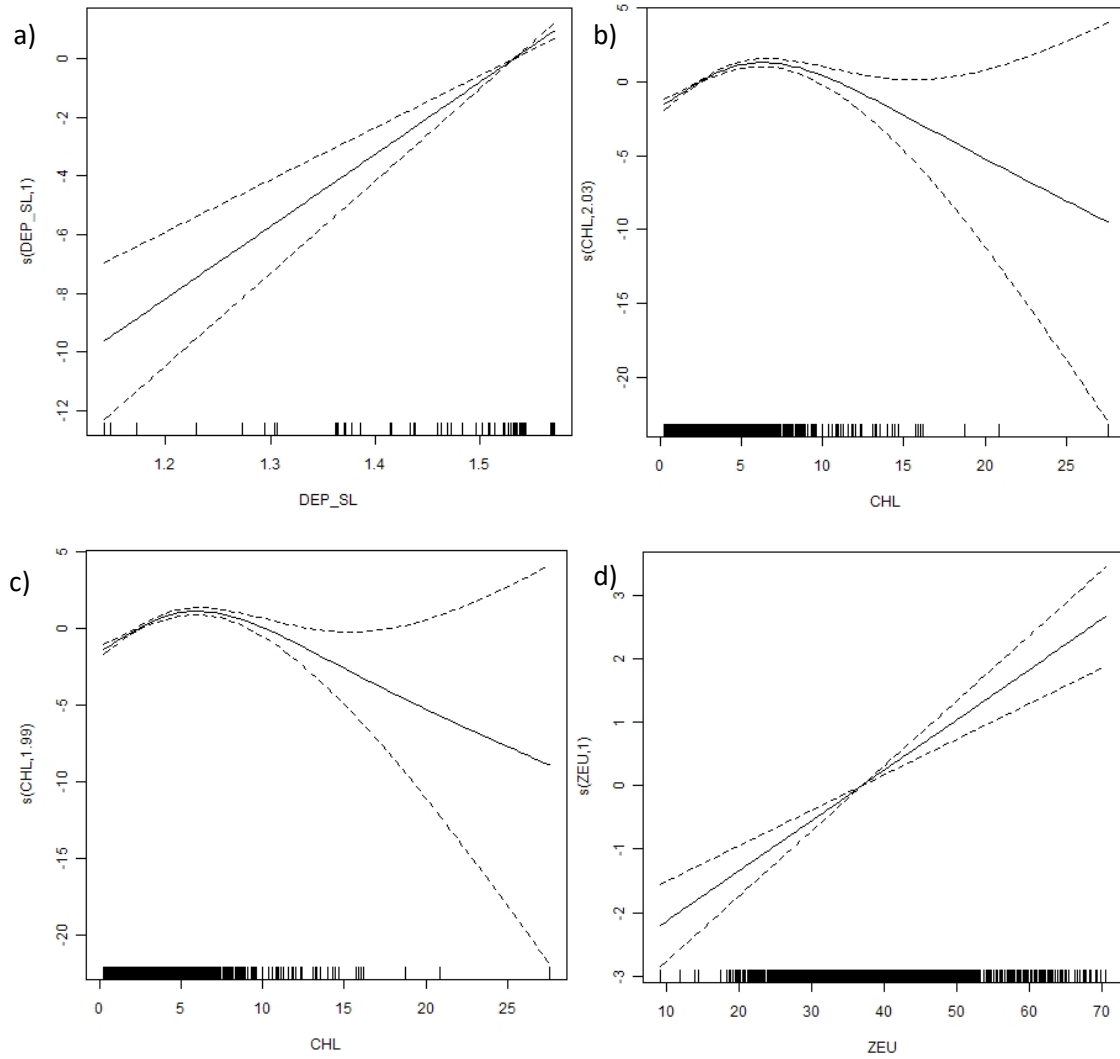 a)
s(DEP_SL,1)
0
-2
-4
-6
-8
-10
-12
1.2 1.3 1.4 1.5
DEP_SL
b)
s(CHL,2.03)
5
0
-5
-10
-15
-20
0 5 10 15 20 25
CHL
c)
s(CHL,1.99)
5
0
-5
-10
-15
-20
0 5 10 15 20 25
CHL
d)
s(ZEU,1)
3
2
1
0
-1
-2
-3
10 20 30 40 50 60 70
ZEU